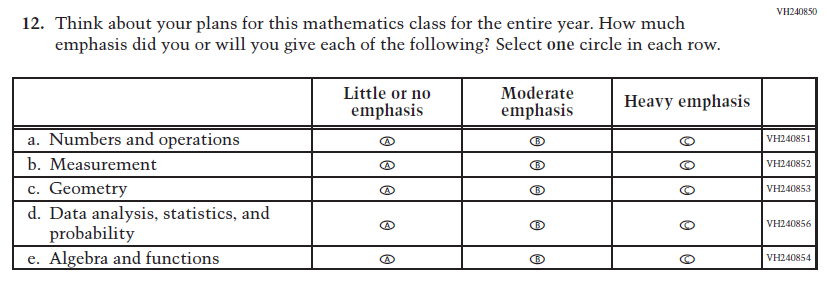 VH240850
12. Think about your plans for this mathematics class for the entire year. How much
emphasis did you or will you give each of the following? Select one circle in each row.
Little or no emphasis Moderate emphasis Heavy emphasis
a. Numbers and operations A B C VH240851
b. Measurement A B C VH240852
c. Geometry A B C VH240853
d. Data analysis, statistics, and
probability A B C VH240856
e. Algebra and functions A B C VH240854